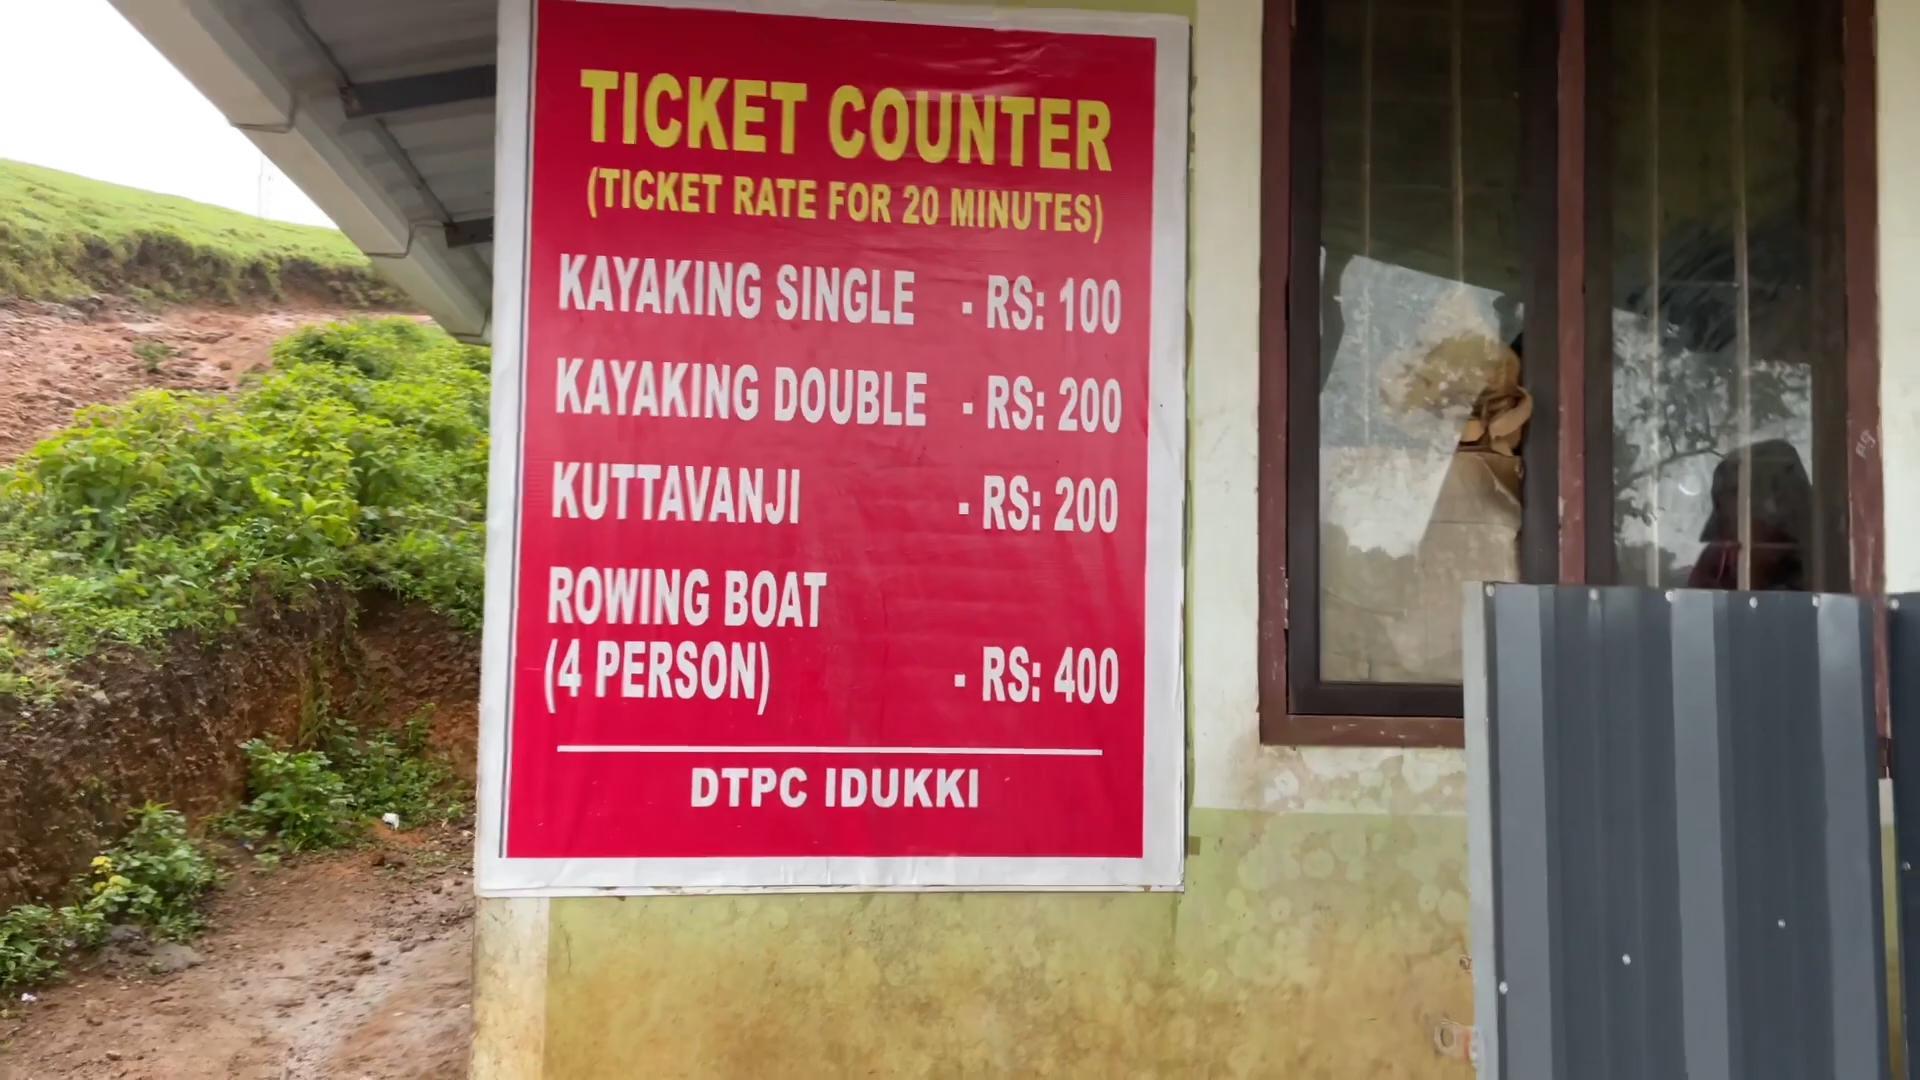 TICKET COUNTER
(TICKET RATE FOR 20 MINUTES)
KAYAKING SINGLE - RS: 100
KAYAKING DOUBLE - RS: 200
KUTTAVANJI - RS: 200
ROWING BOAT
(4 PERSON) - RS: 400
DTPC IDUKKI